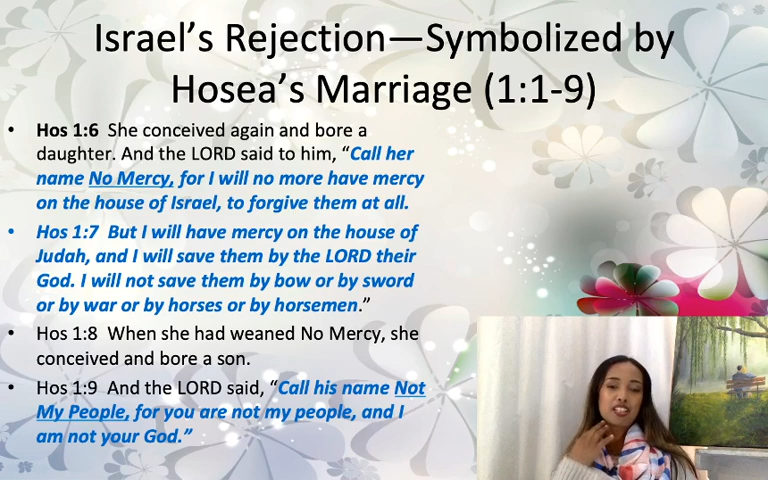 Israel’s Rejection—Symbolized by
Hosea’s Marriage (1:1-9)
• Hos 1:6 She conceived again and bore a
daughter. And the LORD said to him, “Call her
name No Mercy, for I will no more have mercy
on the house of Israel, to forgive them at all.
• Hos 1:7 But I will have mercy on the house of
Judah, and I will save them by the LORD their
God. I will not save them by bow or by sword
or by war or by horses or by horsemen.”
• Hos 1:8 When she had weaned No Mercy, she
conceived and bore a son.
• Hos 1:9 And the LORD said, “Call his name Not
My People, for you are not my people, and I
am not your God.”